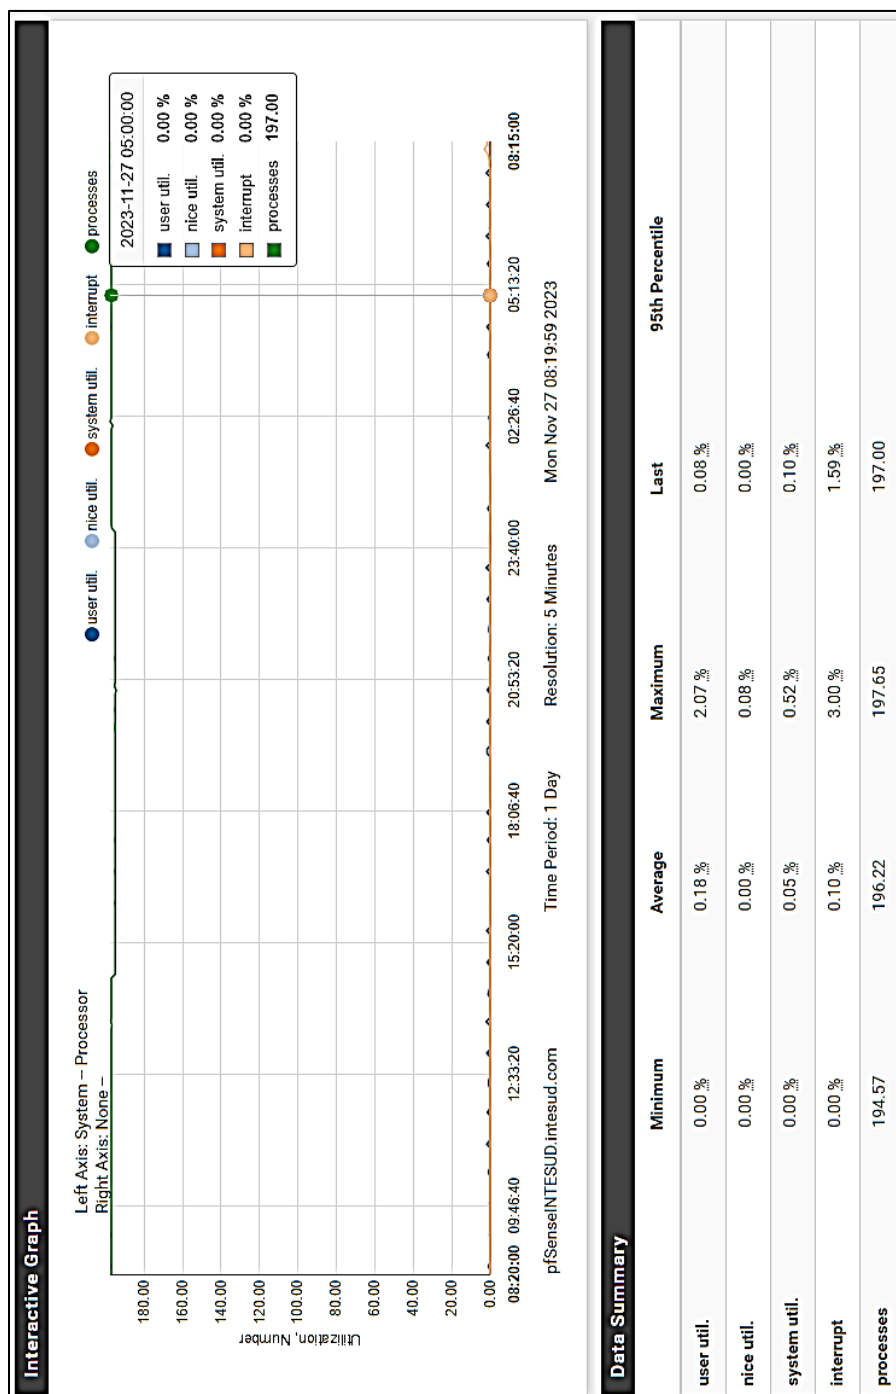 Interactive Graph
Left Axis: System -- Processor
Right Axis: None --
user util. nice util. system util. interrupt processes
2023-11-27 05:00:00
user util. 0.00 %
nice util. 0.00 %
system util. 0.00 %
interrupt 0.00 %
processes 197.00
Utilization, Number
180.00
160.00
140.00
120.00
100.00
80.00
60.00
40.00
20.00
0.00
08:20:00 09:46:40 12:33:20 15:20:00 18:06:40 20:53:20 23:40:00 02:26:40 05:13:20 08:15:00
pfSenseINTESUD.intesud.com Time Period: 1 Day Resolution: 5 Minutes Mon Nov 27 08:19:59 2023
Data Summary
Minimum Average Maximum Last 95th Percentile
user util. 0.00 % 0.18 % 2.07 % 0.08 %
nice util. 0.00 % 0.00 % 0.08 % 0.00 %
system util. 0.00 % 0.05 % 0.52 % 0.10 %
interrupt 0.00 % 0.10 % 3.00 % 1.59 %
processes 194.57 196.22 197.65 197.00